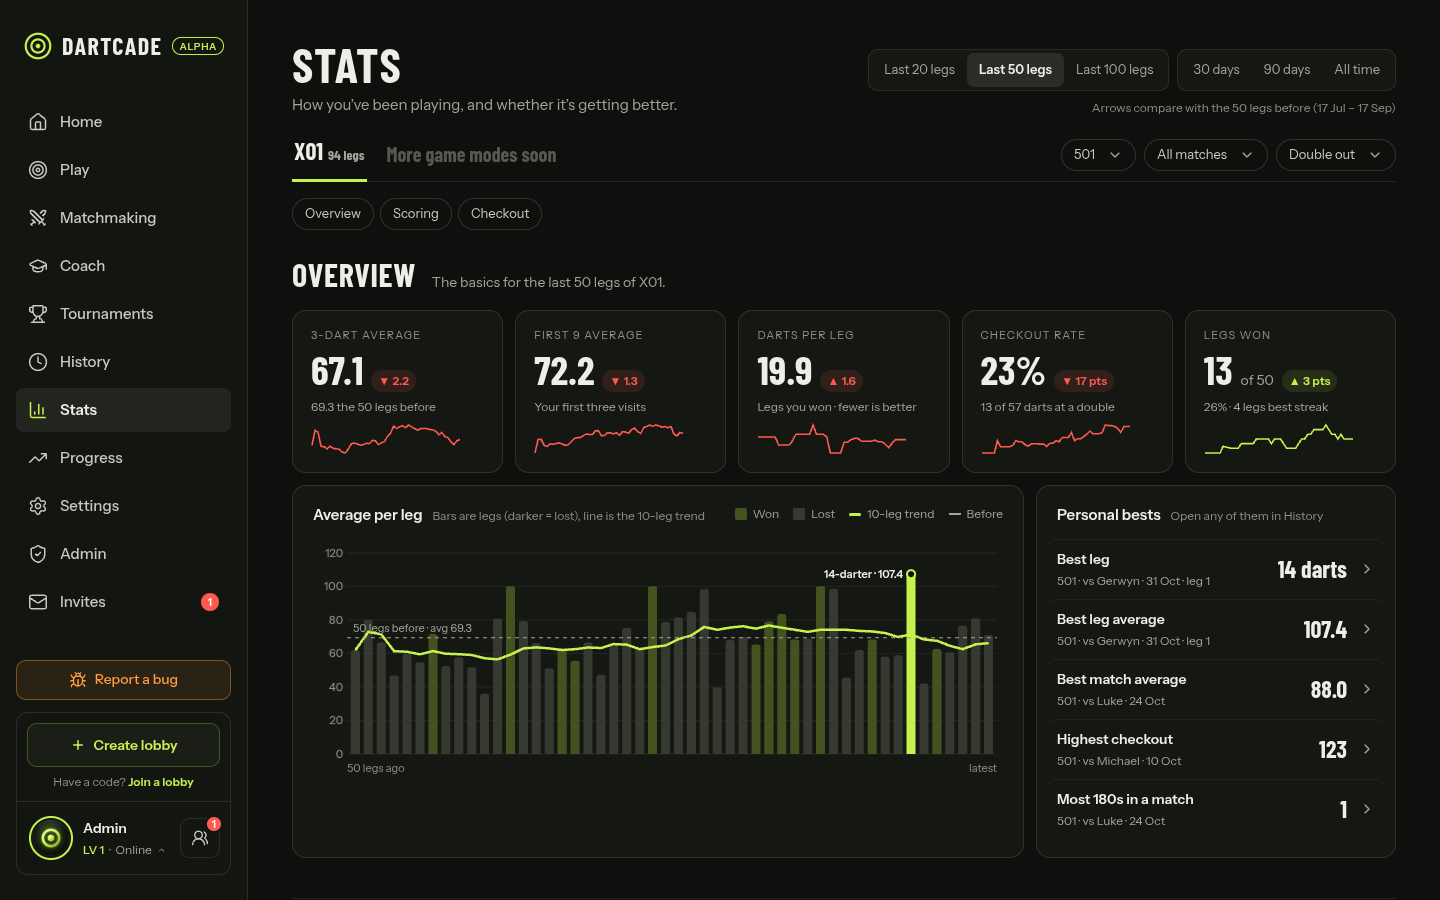 DARTCADE ALPHA
Home
Play
Matchmaking
Coach
Tournaments
History
Stats
Progress
Settings
Admin
Invites 1
Report a bug
+ Create lobby
Have a code? Join a lobby
Admin
LV 1 · Online
1
STATS
How you've been playing, and whether it's getting better.
Last 20 legs Last 50 legs Last 100 legs 30 days 90 days All time
Arrows compare with the 50 legs before (17 Jul – 17 Sep)
X01 94 legs More game modes soon
501 All matches Double out
Overview Scoring Checkout
OVERVIEW The basics for the last 50 legs of X01.
3-DART AVERAGE
67.1 ▼ 2.2
69.3 the 50 legs before
FIRST 9 AVERAGE
72.2 ▼ 1.3
Your first three visits
DARTS PER LEG
19.9 ▲ 1.6
Legs you won · fewer is better
CHECKOUT RATE
23% ▼ 17 pts
13 of 57 darts at a double
LEGS WON
13 of 50 ▲ 3 pts
26% · 4 legs best streak
Average per leg Bars are legs (darker = lost), line is the 10-leg trend Won Lost 10-leg trend Before
120
100
80
60
40
20
0
14-darter · 107.4
50 legs before · avg 69.3
50 legs ago latest
Personal bests Open any of them in History
Best leg
501 · vs Gerwyn · 31 Oct · leg 1
14 darts
Best leg average
501 · vs Gerwyn · 31 Oct · leg 1
107.4
Best match average
501 · vs Luke · 24 Oct
88.0
Highest checkout
501 · vs Michael · 10 Oct
123
Most 180s in a match
501 · vs Luke · 24 Oct
1